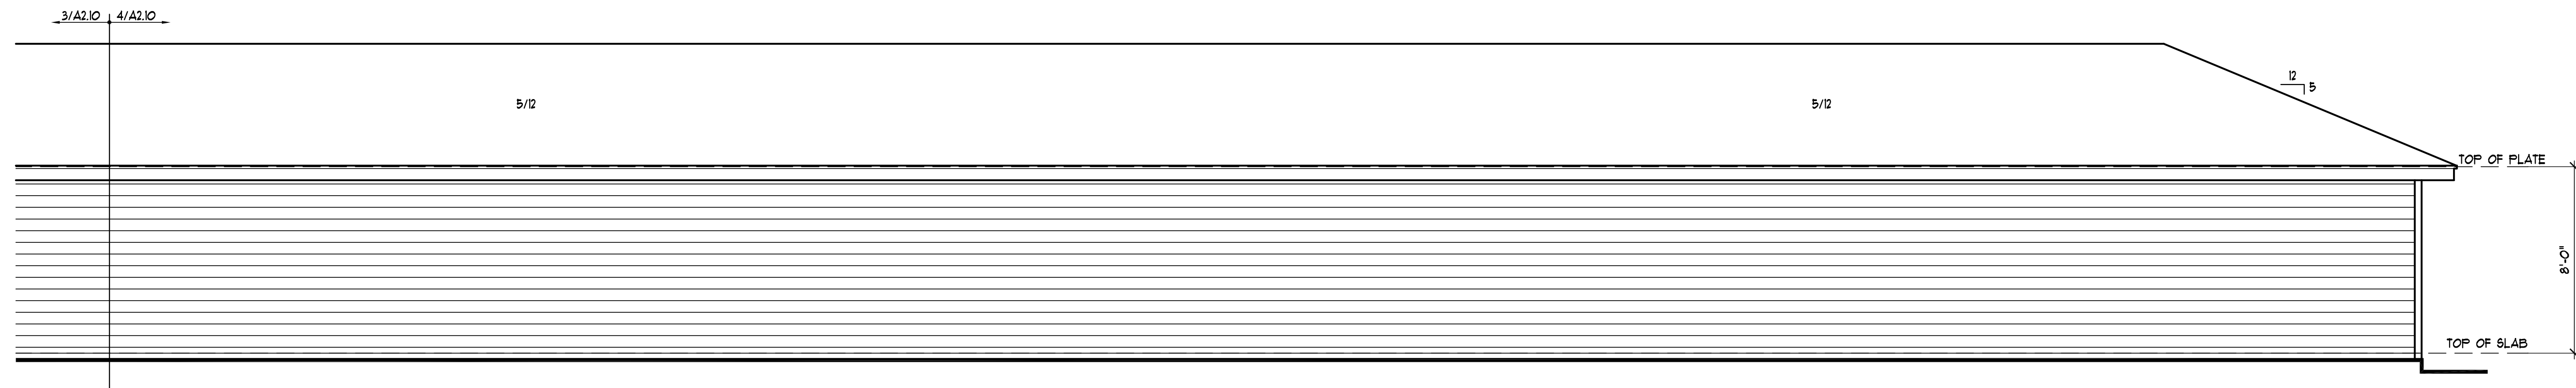 3/A2.10 4/A2.10
12
5
5/12 5/12
TOP OF PLATE
8'-0"
TOP OF SLAB